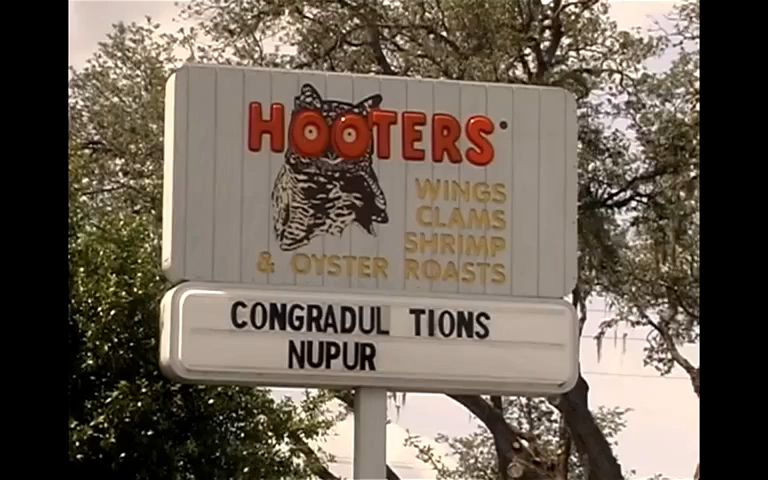 HOOTERS
WINGS
CLAMS
SHRIMP
& OYSTER ROASTS
CONGRADUL TIONS
NUPUR